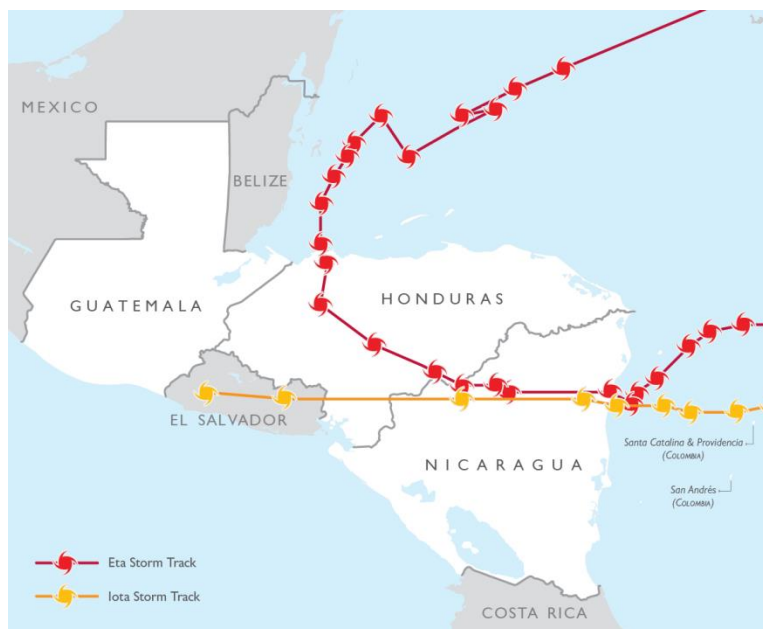 MEXICO
BELIZE
GUATEMALA
HONDURAS
EL SALVADOR
NICARAGUA
Santa Catalina & Providencia
(COLOMBIA)
San Andrés
(COLOMBIA)
Eta Storm Track
Iota Storm Track
COSTA RICA